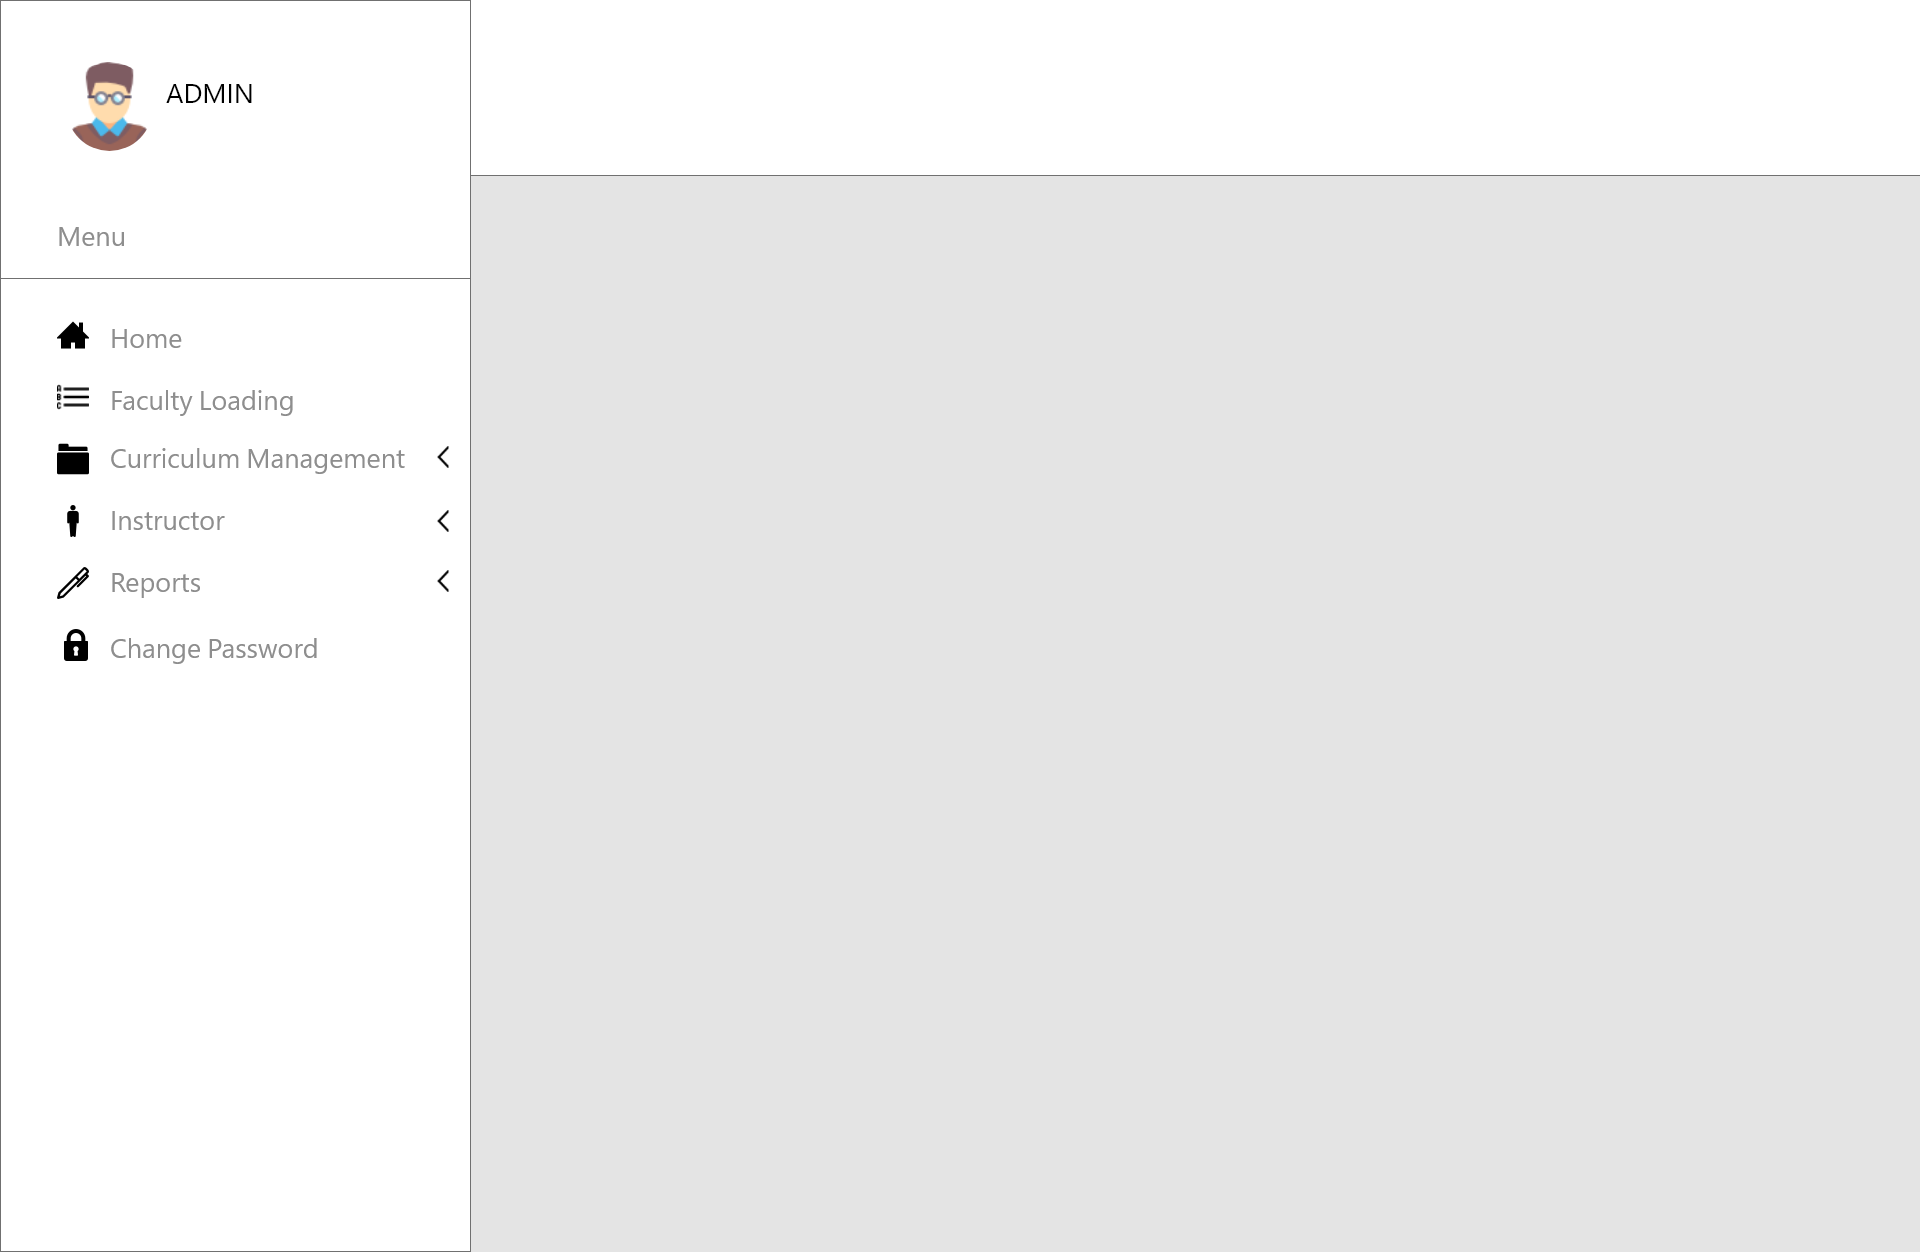 ADMIN
Menu
Home
Faculty Loading
Curriculum Management
Instructor
Reports
Change Password